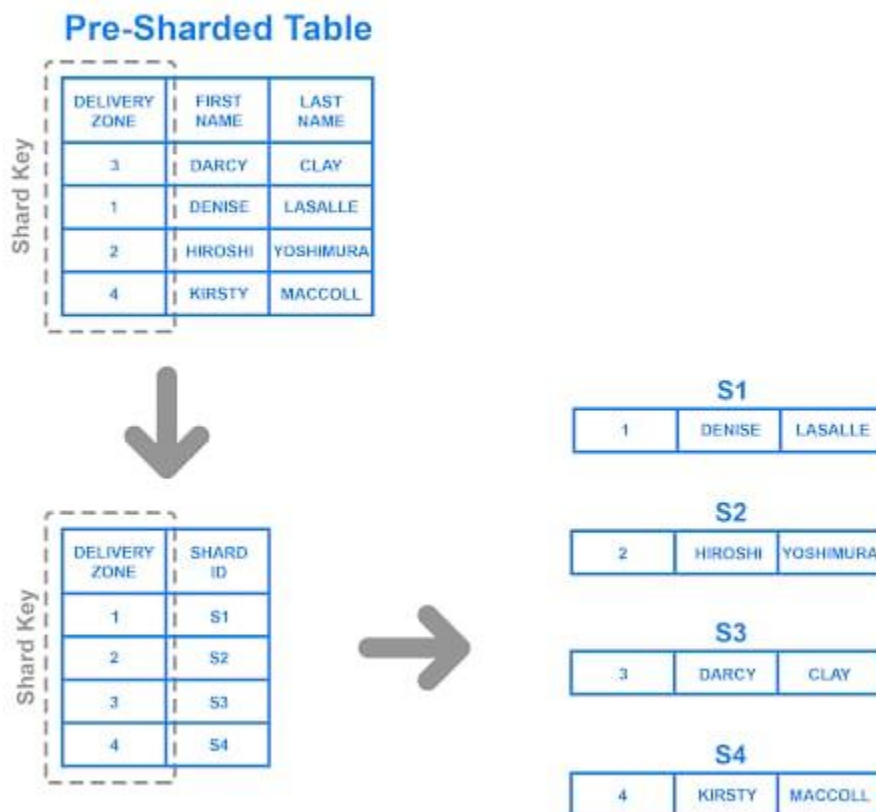 Pre-Sharded Table
Shard Key
DELIVERY ZONE FIRST NAME LAST NAME
3 DARCY CLAY
1 DENISE LASALLE
2 HIROSHI YOSHIMURA
4 KIRSTY MACCOLL
Shard Key
DELIVERY ZONE SHARD ID
1 S1
2 S2
3 S3
4 S4
S1
1 DENISE LASALLE
S2
2 HIROSHI YOSHIMURA
S3
3 DARCY CLAY
S4
4 KIRSTY MACCOLL